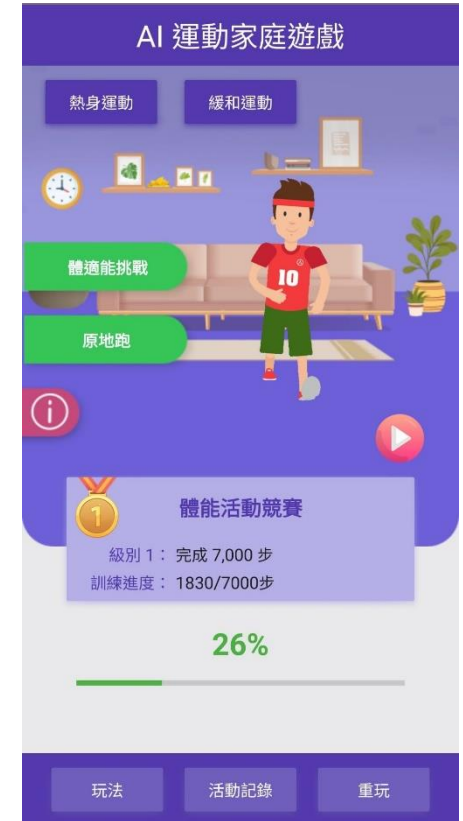 AI 運動家庭遊戲
熱身運動
緩和運動
體適能挑戰
10
原地跑
i
1
體能活動競賽
級別 1： 完成 7,000 步
訓練進度： 1830/7000步
26%
玩法
活動記錄
重玩